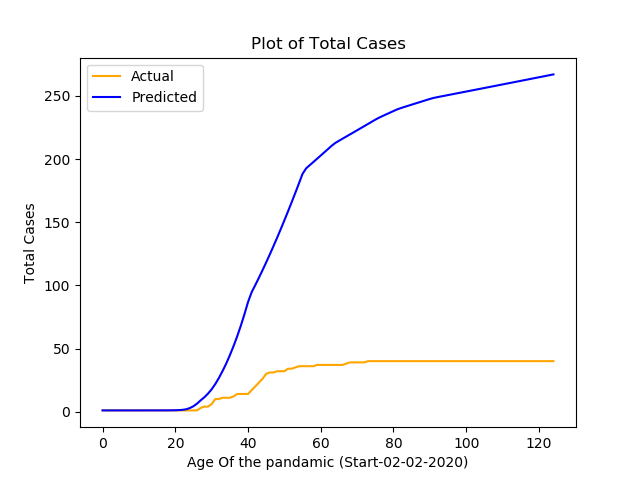 Plot of Total Cases
Actual
Predicted
250
200
150
100
50
0
Total Cases
0 20 40 60 80 100 120
Age Of the pandamic (Start-02-02-2020)